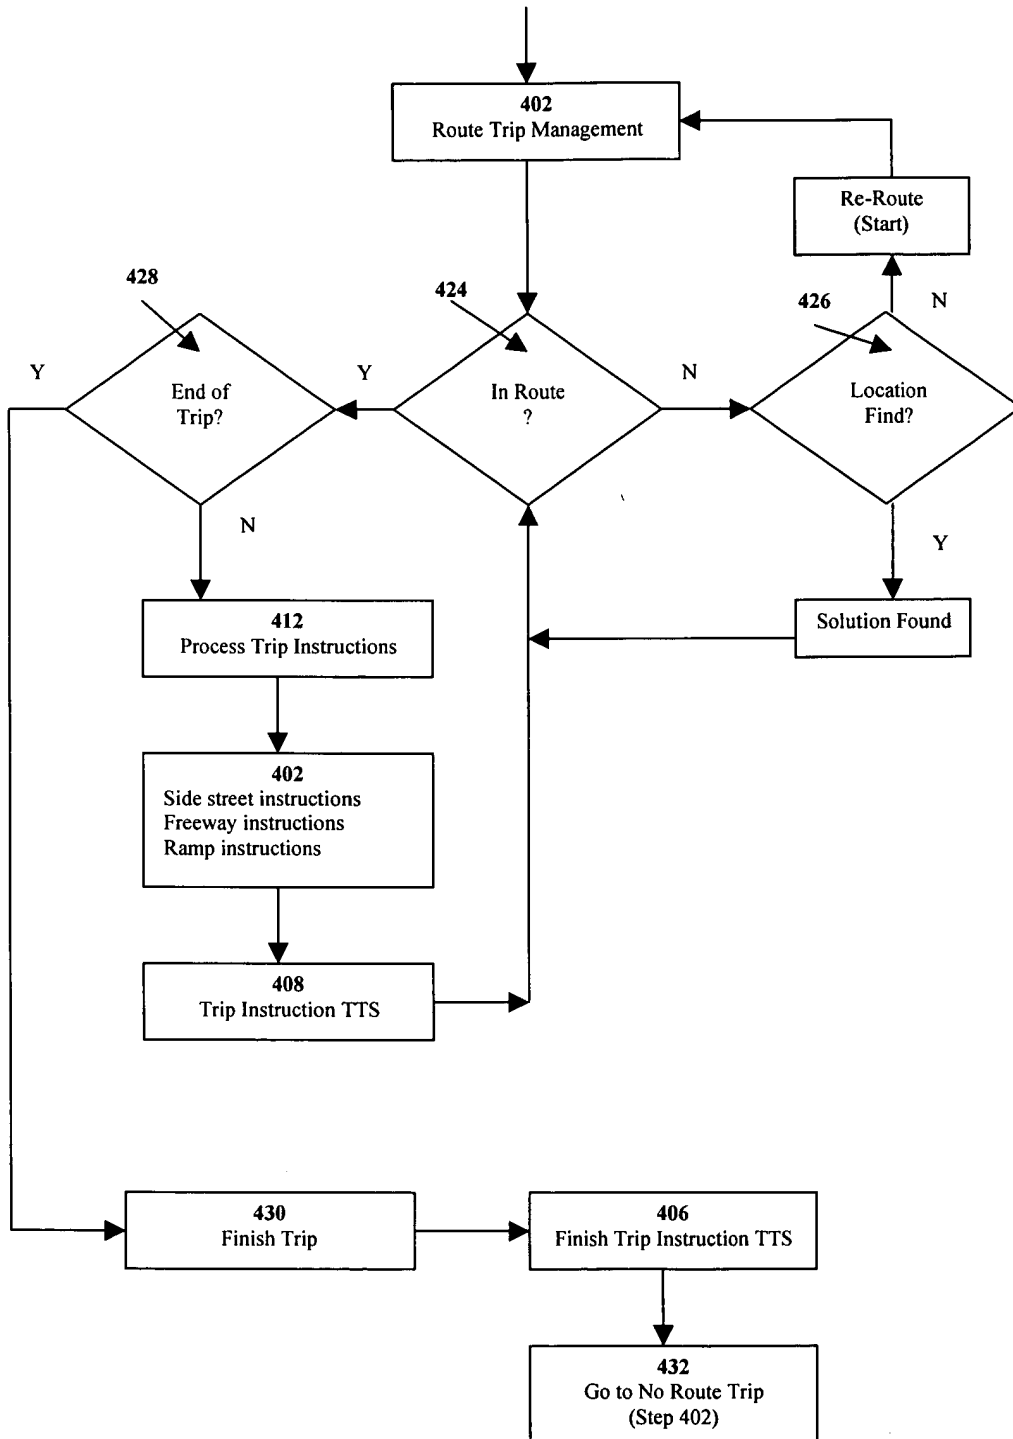 402
Route Trip Management
Re-Route
(Start)
428
424
426
N
Y
End of
Trip?
Y
In Route
?
N
Location
Find?
N
Y
412
Process Trip Instructions
Solution Found
402
Side street instructions
Freeway instructions
Ramp instructions
408
Trip Instruction TTS
430
Finish Trip
406
Finish Trip Instruction TTS
432
Go to No Route Trip
(Step 402)